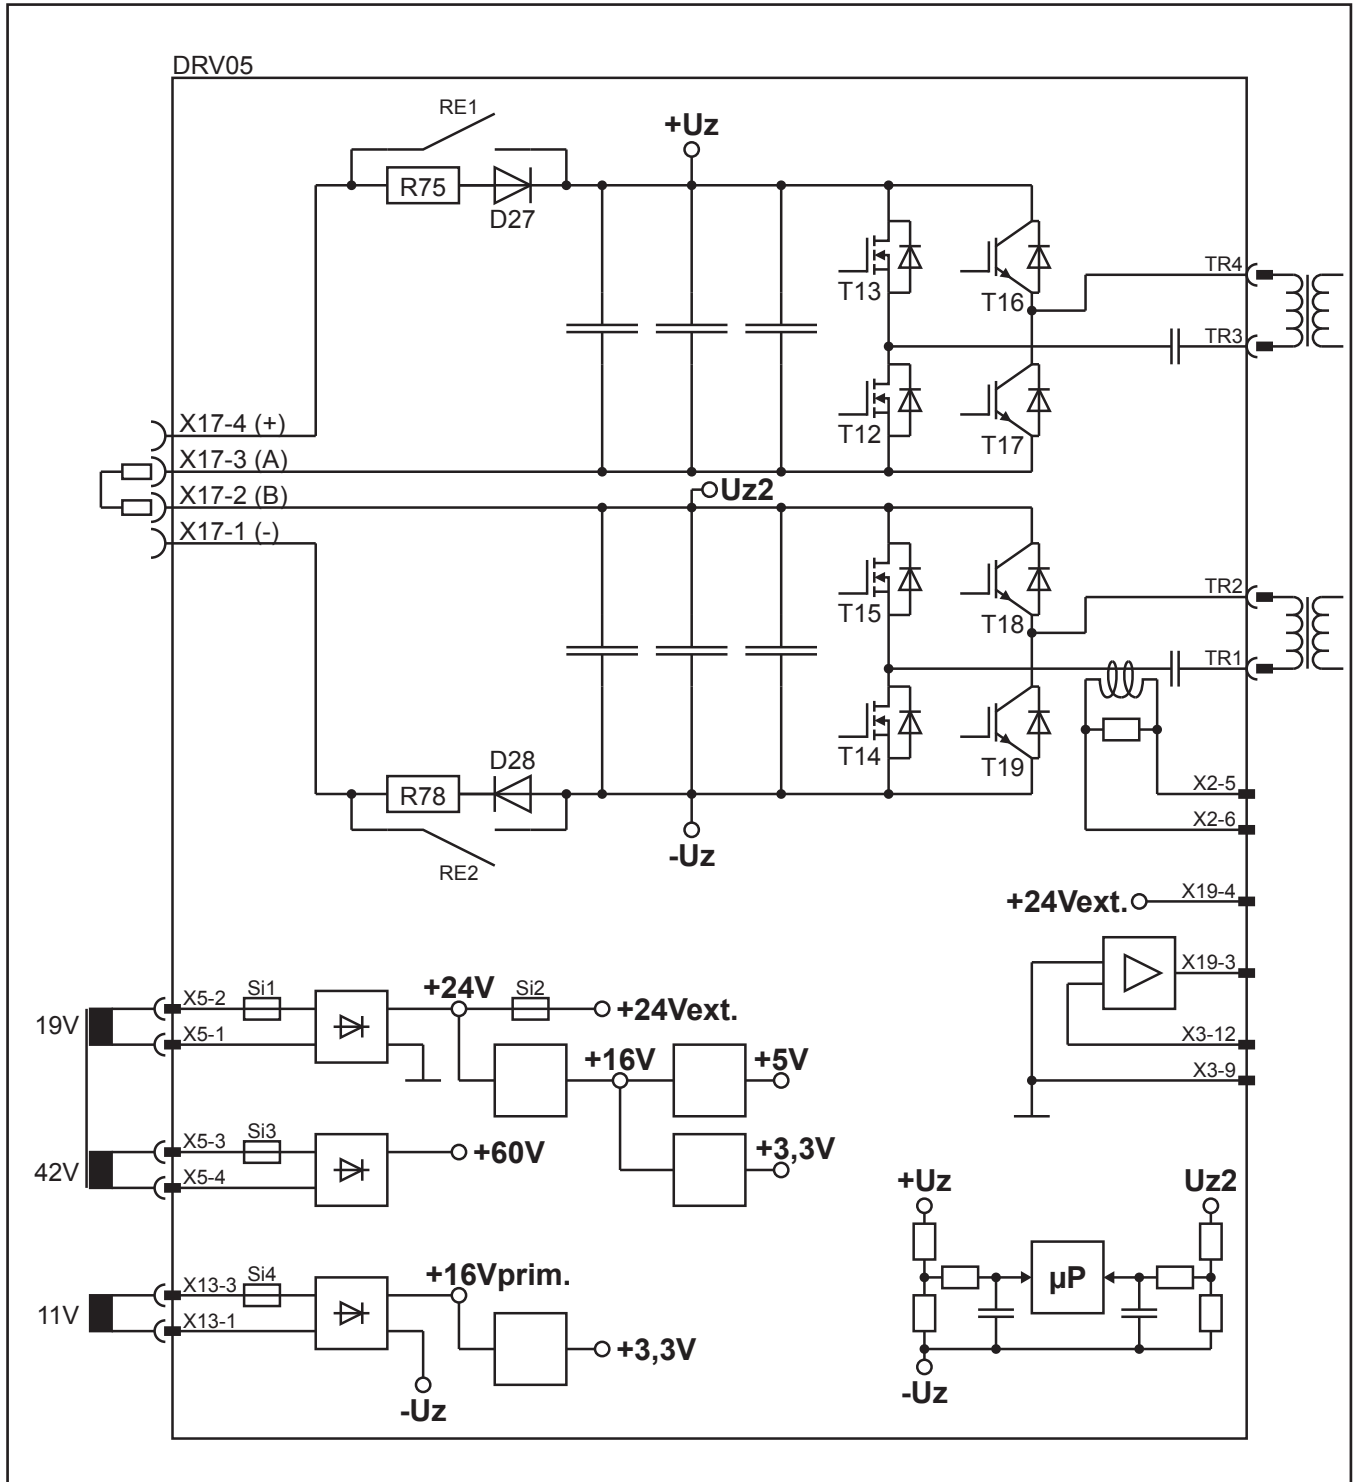 DRV05
RE1
+Uz
R75
D27
T13
T16
TR4
TR3
T12
T17
X17-4 (+)
X17-3 (A)
X17-2 (B)
X17-1 (-)
Uz2
T15
T18
TR2
TR1
T14
T19
D28
R78
RE2
-Uz
X2-5
X2-6
+24Vext.
X19-4
X19-3
X3-12
X3-9
19V
X5-2
X5-1
Si1
+24V
Si2
+24Vext.
+16V
+5V
+3,3V
42V
X5-3
X5-4
Si3
+60V
11V
X13-3
X13-1
Si4
+16Vprim.
+3,3V
-Uz
+Uz
Uz2
µP
-Uz